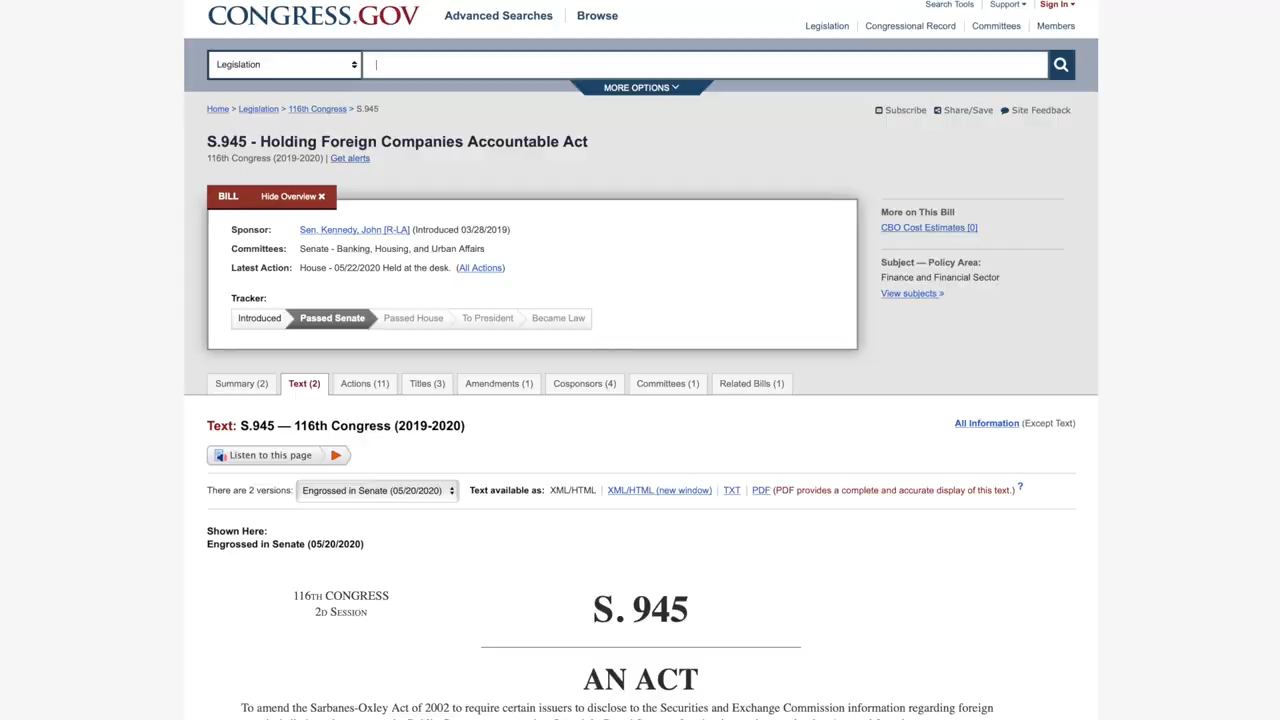 CONGRESS.GOV
Advanced Searches
Browse
Search Tools
Support
Sign In
Legislation
Congressional Record
Committees
Members
Legislation
MORE OPTIONS
Home > Legislation > 116th Congress > S.945
Subscribe
Share/Save
Site Feedback
S.945 - Holding Foreign Companies Accountable Act
116th Congress (2019-2020) | Get alerts
BILL
Hide Overview ×
Sponsor: Sen. Kennedy, John [R-LA] (Introduced 03/28/2019)
Committees: Senate - Banking, Housing, and Urban Affairs
Latest Action: House - 05/22/2020 Held at the desk. (All Actions)
Tracker:
Introduced
Passed Senate
Passed House
To President
Became Law
More on This Bill
CBO Cost Estimates [0]
Subject — Policy Area:
Finance and Financial Sector
View subjects »
Summary (2)
Text (2)
Actions (11)
Titles (3)
Amendments (1)
Cosponsors (4)
Committees (1)
Related Bills (1)
Text: S.945 — 116th Congress (2019-2020)
All Information (Except Text)
Listen to this page
There are 2 versions: Engrossed in Senate (05/20/2020)
Text available as: XML/HTML | XML/HTML (new window) | TXT | PDF (PDF provides a complete and accurate display of this text.) ?
Shown Here:
Engrossed in Senate (05/20/2020)
116TH CONGRESS
2D SESSION
S. 945
AN ACT
To amend the Sarbanes-Oxley Act of 2002 to require certain issuers to disclose to the Securities and Exchange Commission information regarding foreign